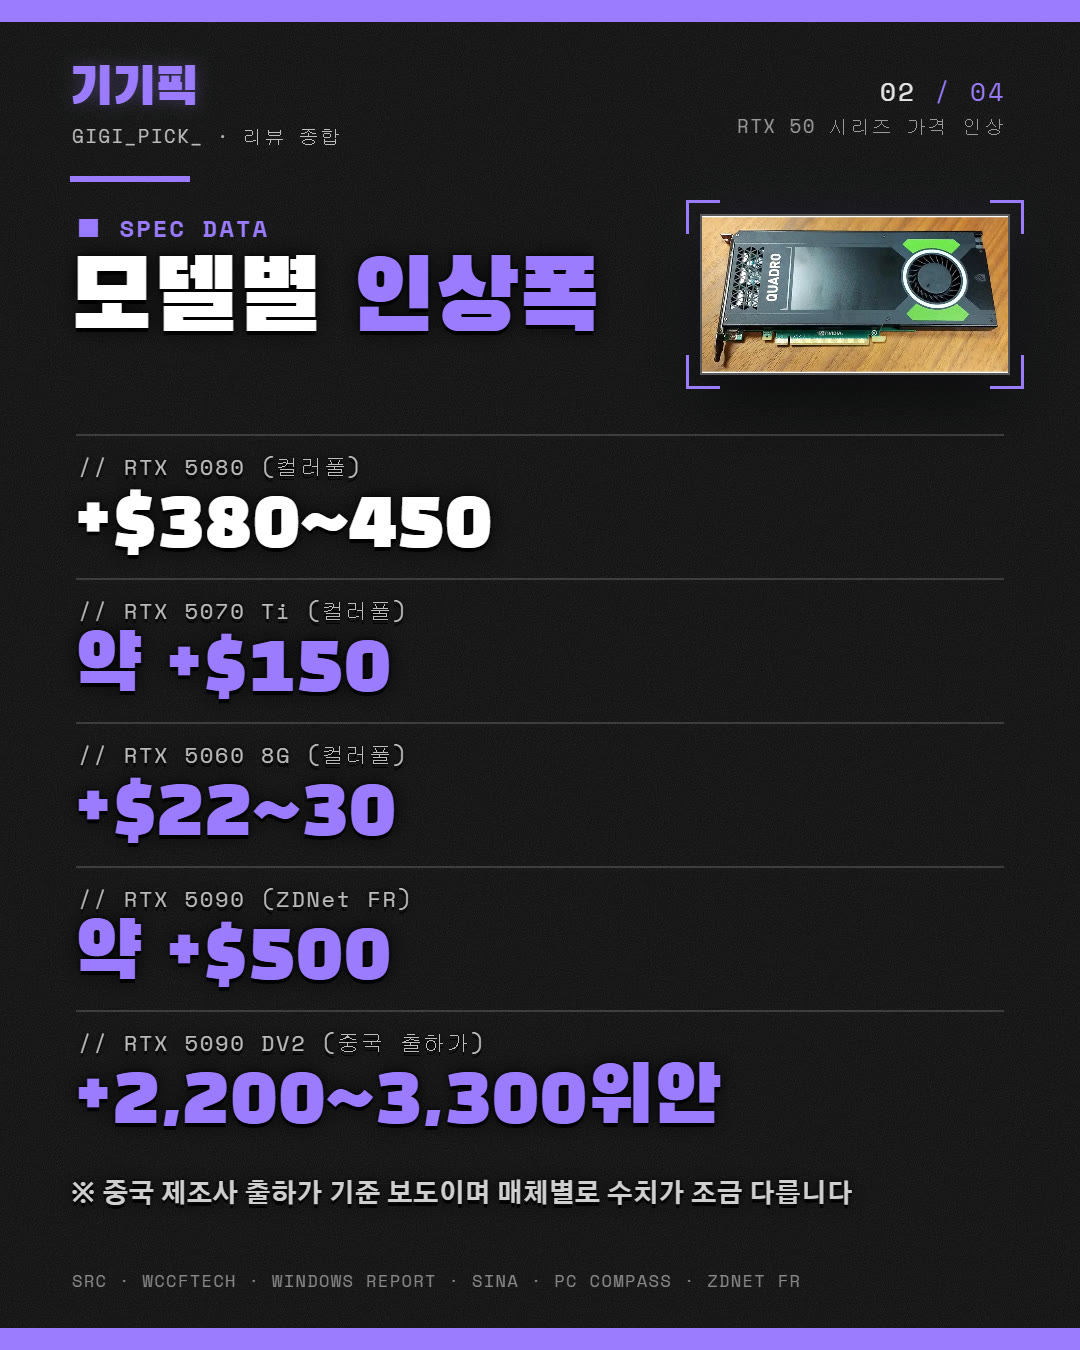 기기픽
GIGI_PICK_ · 리뷰 종합
02 / 04
RTX 50 시리즈 가격 인상
■ SPEC DATA
모델별 인상폭
QUADRO
NVIDIA
// RTX 5080 (컬러풀)
+$380~450
// RTX 5070 Ti (컬러풀)
약 +$150
// RTX 5060 8G (컬러풀)
+$22~30
// RTX 5090 (ZDNet FR)
약 +$500
// RTX 5090 DV2 (중국 출하가)
+2,200~3,300위안
※ 중국 제조사 출하가 기준 보도이며 매체별로 수치가 조금 다릅니다
SRC · WCCFTECH · WINDOWS REPORT · SINA · PC COMPASS · ZDNET FR